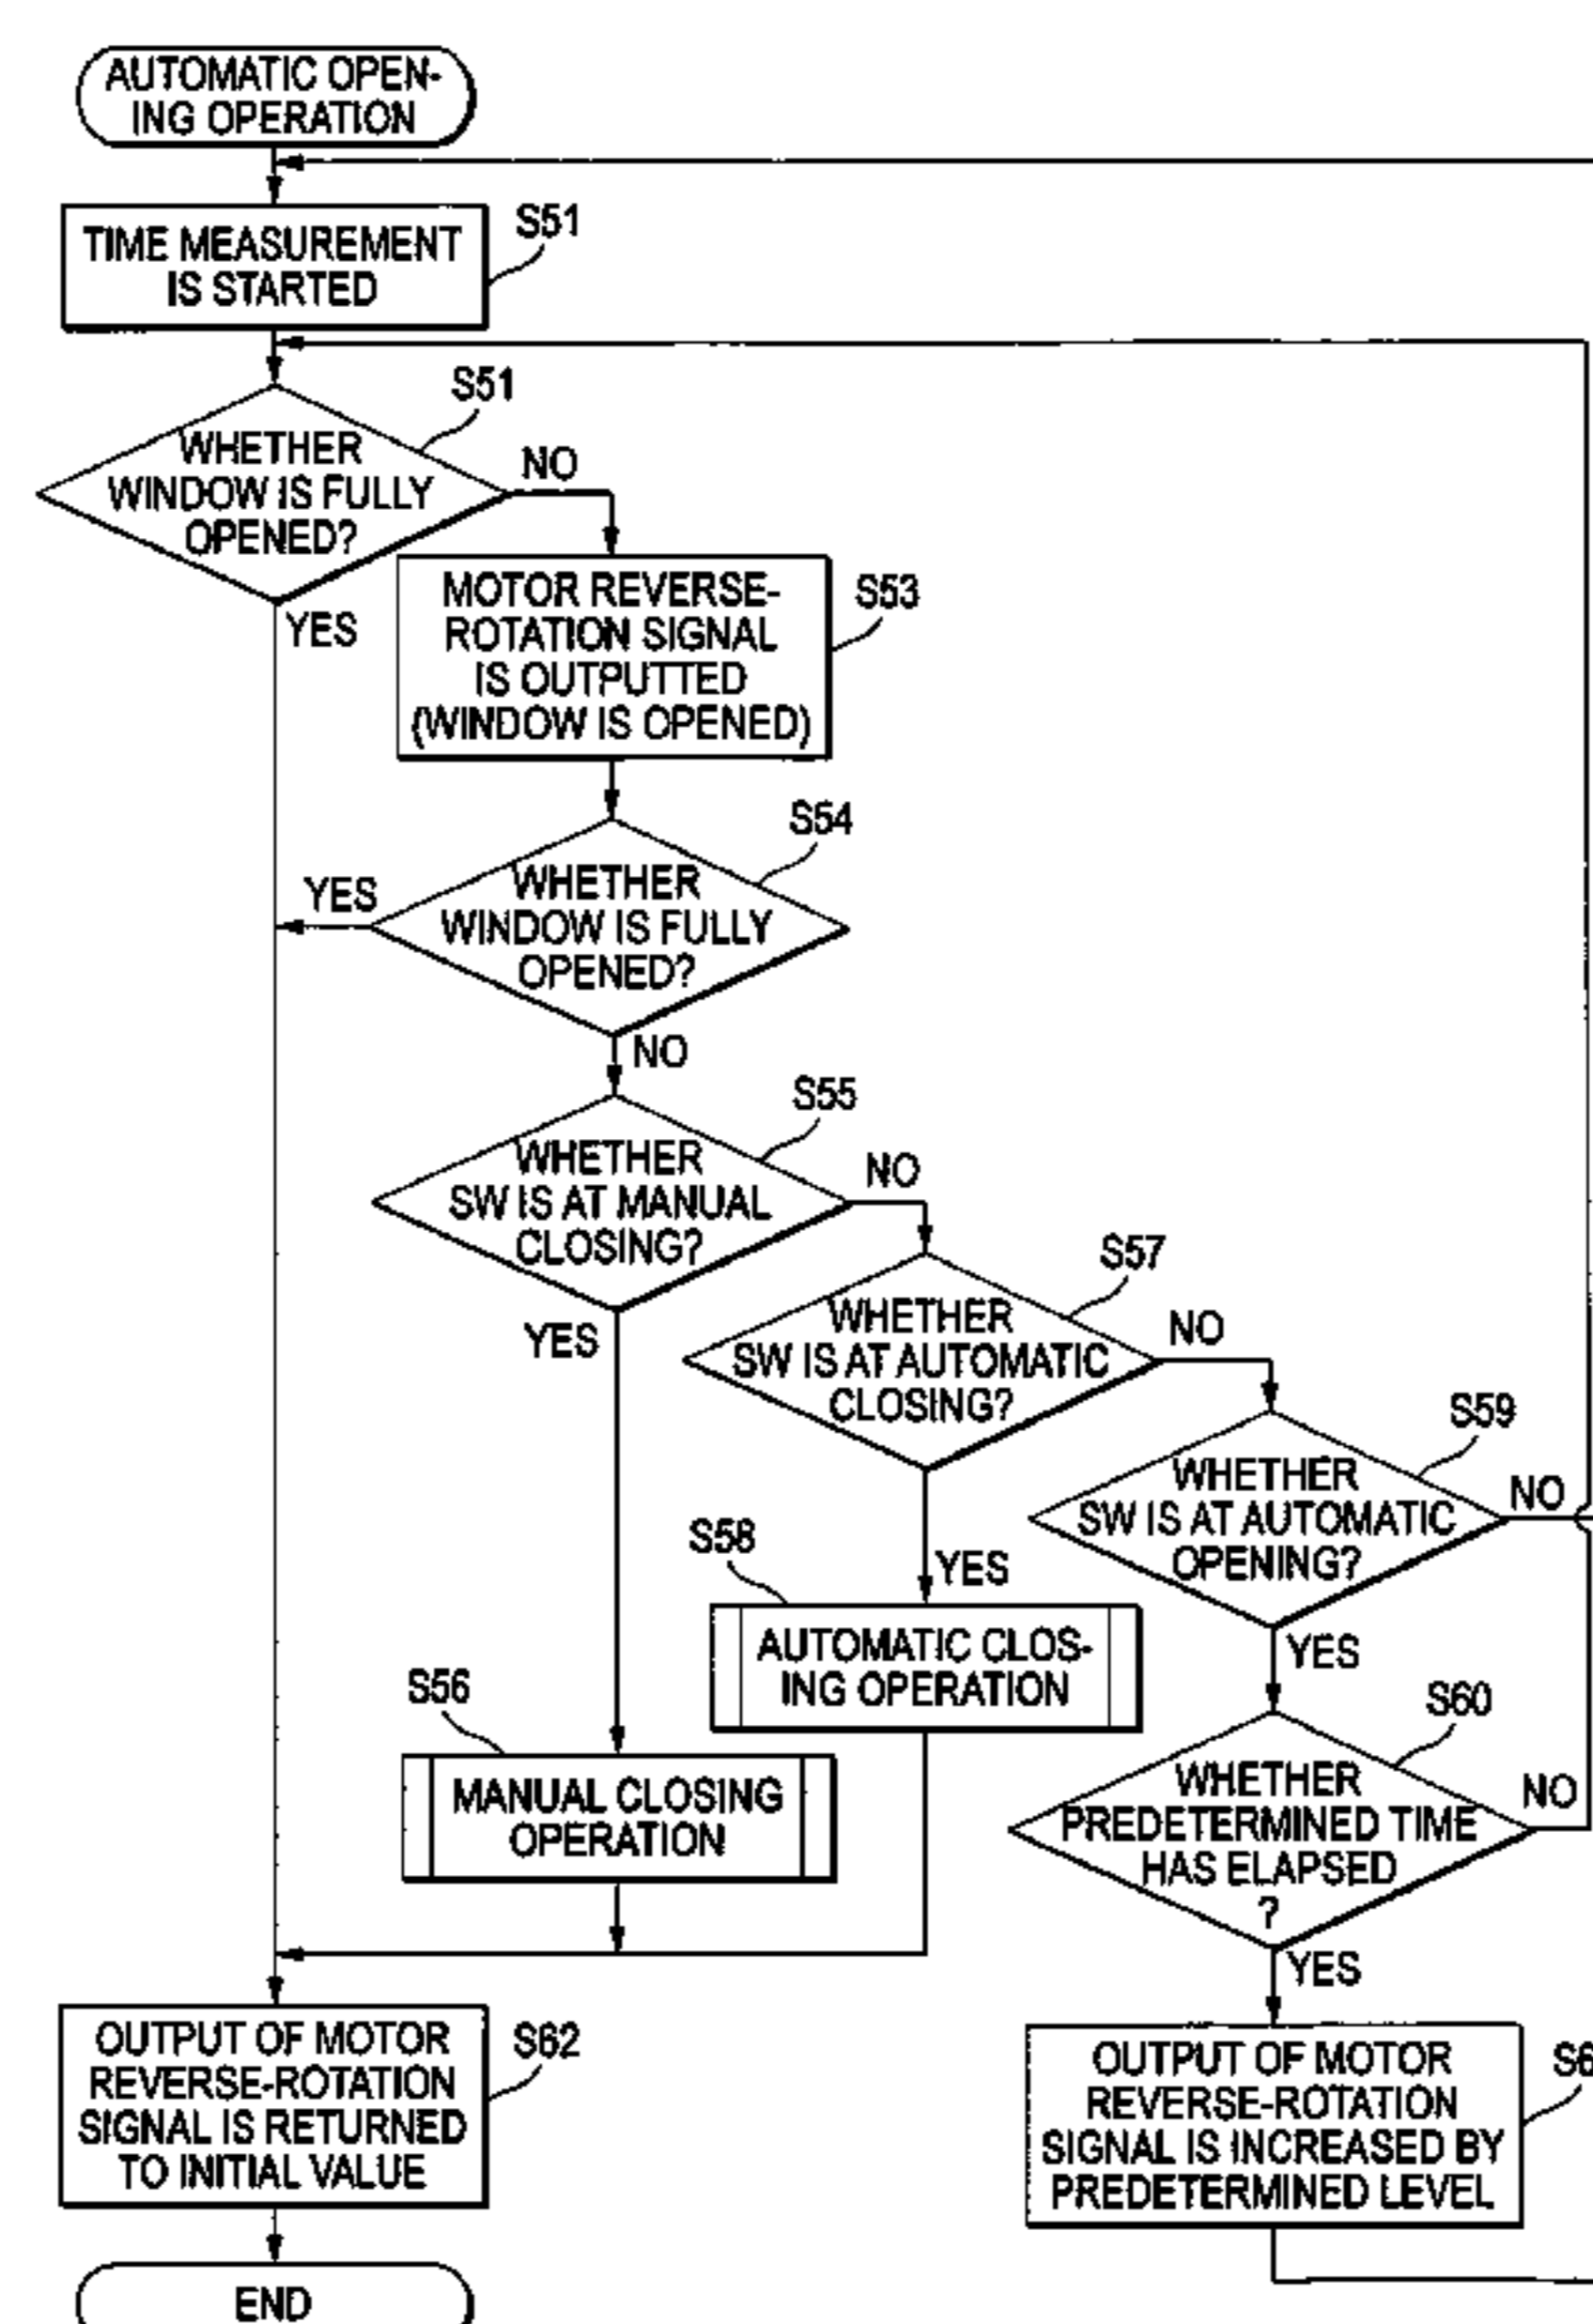 AUTOMATIC OPEN-
ING OPERATION
TIME MEASUREMENT
IS STARTED
S51
WHETHER
WINDOW IS FULLY
OPENED?
S51
NO
YES
MOTOR REVERSE-
ROTATION SIGNAL
IS OUTPUTTED
(WINDOW IS OPENED)
S53
WHETHER
WINDOW IS FULLY
OPENED?
S54
YES
NO
WHETHER
SW IS AT MANUAL
CLOSING?
S55
NO
YES
WHETHER
SW IS AT AUTOMATIC
CLOSING?
S57
NO
YES
WHETHER
SW IS AT AUTOMATIC
OPENING?
S59
NO
YES
S58
AUTOMATIC CLOS-
ING OPERATION
S56
MANUAL CLOSING
OPERATION
WHETHER
PREDETERMINED TIME
HAS ELAPSED
?
S60
NO
YES
OUTPUT OF MOTOR
REVERSE-ROTATION
SIGNAL IS RETURNED
TO INITIAL VALUE
S62
OUTPUT OF MOTOR
REVERSE-ROTATION
SIGNAL IS INCREASED BY
PREDETERMINED LEVEL
END